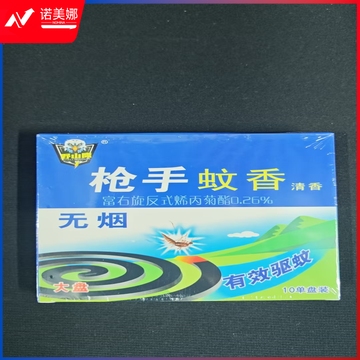 诺美娜
枪手蚊香
清香
富右旋反式烯丙菊酯0.26%
无烟
大盘
有效驱蚊
10单盘装